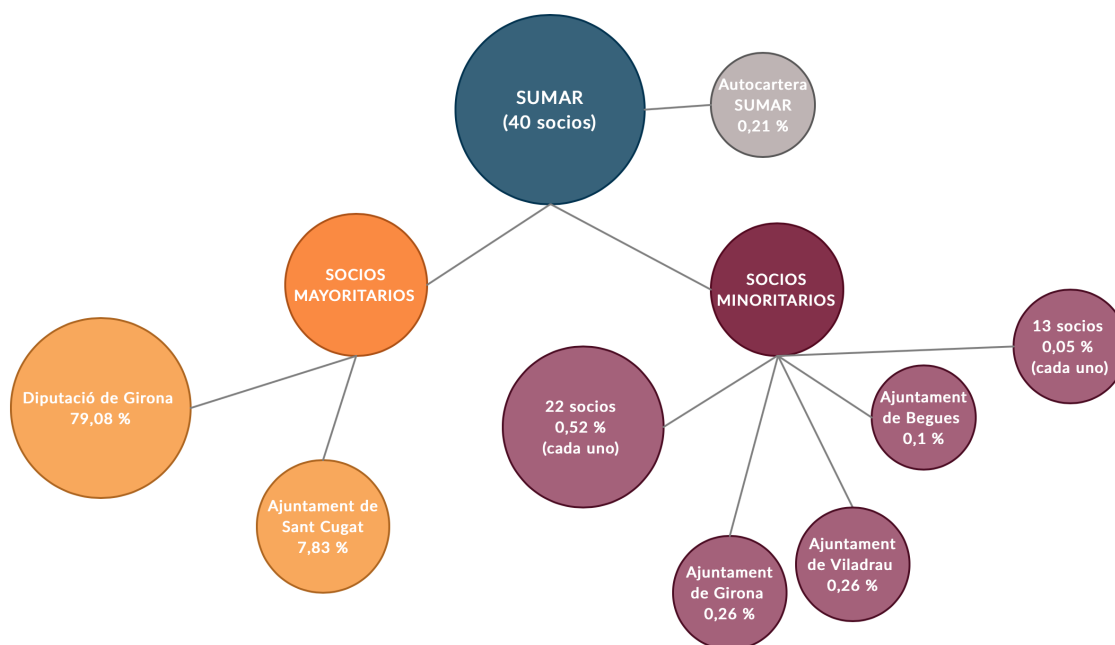 SUMAR
(40 socios)
Autocartera
SUMAR
0,21 %
SOCIOS
MAYORITARIOS
SOCIOS
MINORITARIOS
Diputació de Girona
79,08 %
Ajuntament de
Sant Cugat
7,83 %
22 socios
0,52 %
(cada uno)
Ajuntament
de Girona
0,26 %
Ajuntament
de Viladrau
0,26 %
Ajuntament
de Begues
0,1 %
13 socios
0,05 %
(cada uno)